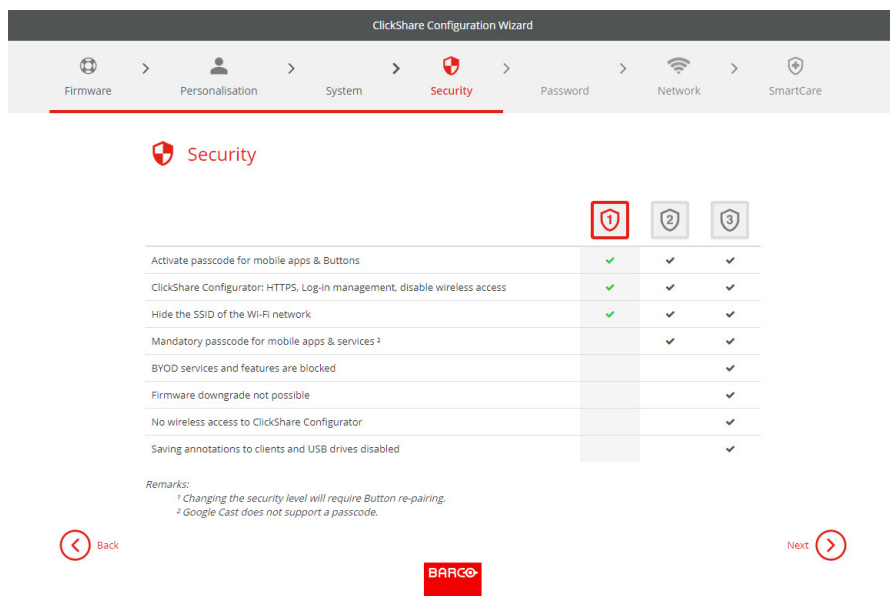 ClickShare Configuration Wizard
Firmware > Personalisation > System > Security > Password > Network > SmartCare
Security
1 2 3
Activate passcode for mobile apps & Buttons ✔ ✔ ✔
ClickShare Configurator: HTTPS, Log-in management, disable wireless access ✔ ✔ ✔
Hide the SSID of the Wi-Fi network ✔ ✔ ✔
Mandatory passcode for mobile apps & services ² ✔ ✔
BYOD services and features are blocked ✔
Firmware downgrade not possible ✔
No wireless access to ClickShare Configurator ✔
Saving annotations to clients and USB drives disabled ✔
Remarks:
¹ Changing the security level will require Button re-pairing.
² Google Cast does not support a passcode.
Back Next
BARCO